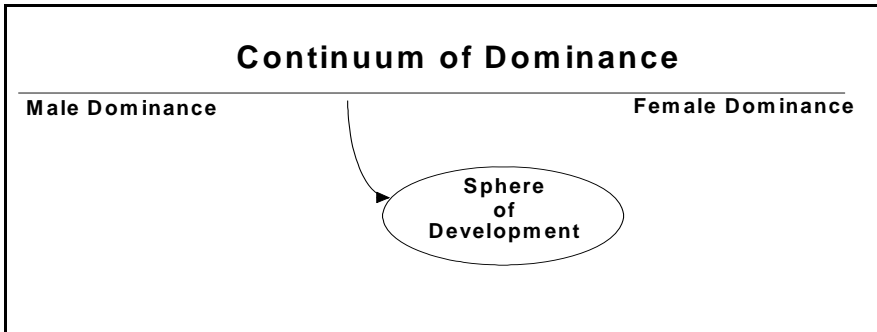 Continuum of Dominance
Male Dominance
Female Dominance
Sphere
of
Development